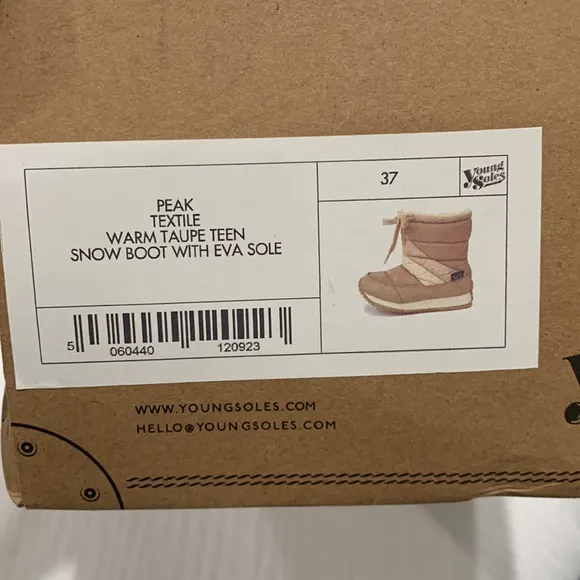 PEAK
TEXTILE
WARM TAUPE TEEN
SNOW BOOT WITH EVA SOLE
37
Young
Soles
5 060440 120923
WWW.YOUNGSOLES.COM
HELLO@YOUNGSOLES.COM